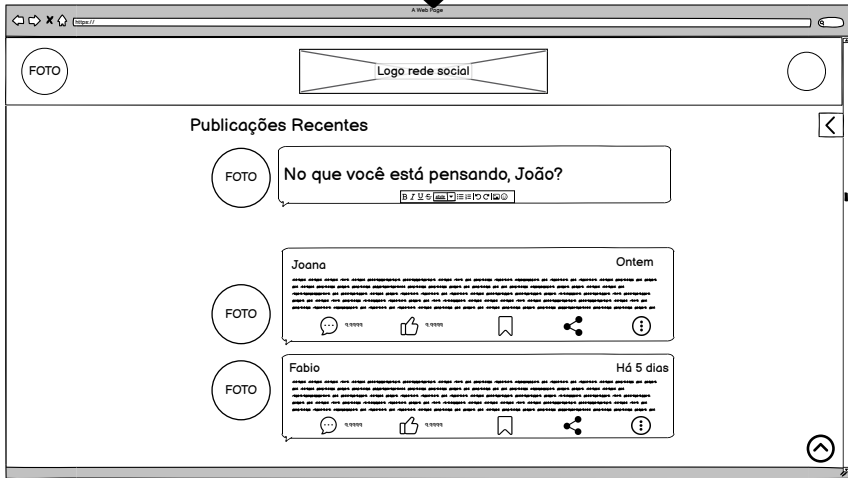 A Web Page
https://
FOTO
Logo rede social
Publicações Recentes
FOTO
No que você está pensando, João?
B I U S
Joana
Ontem
FOTO
Fabio
Há 5 dias
FOTO